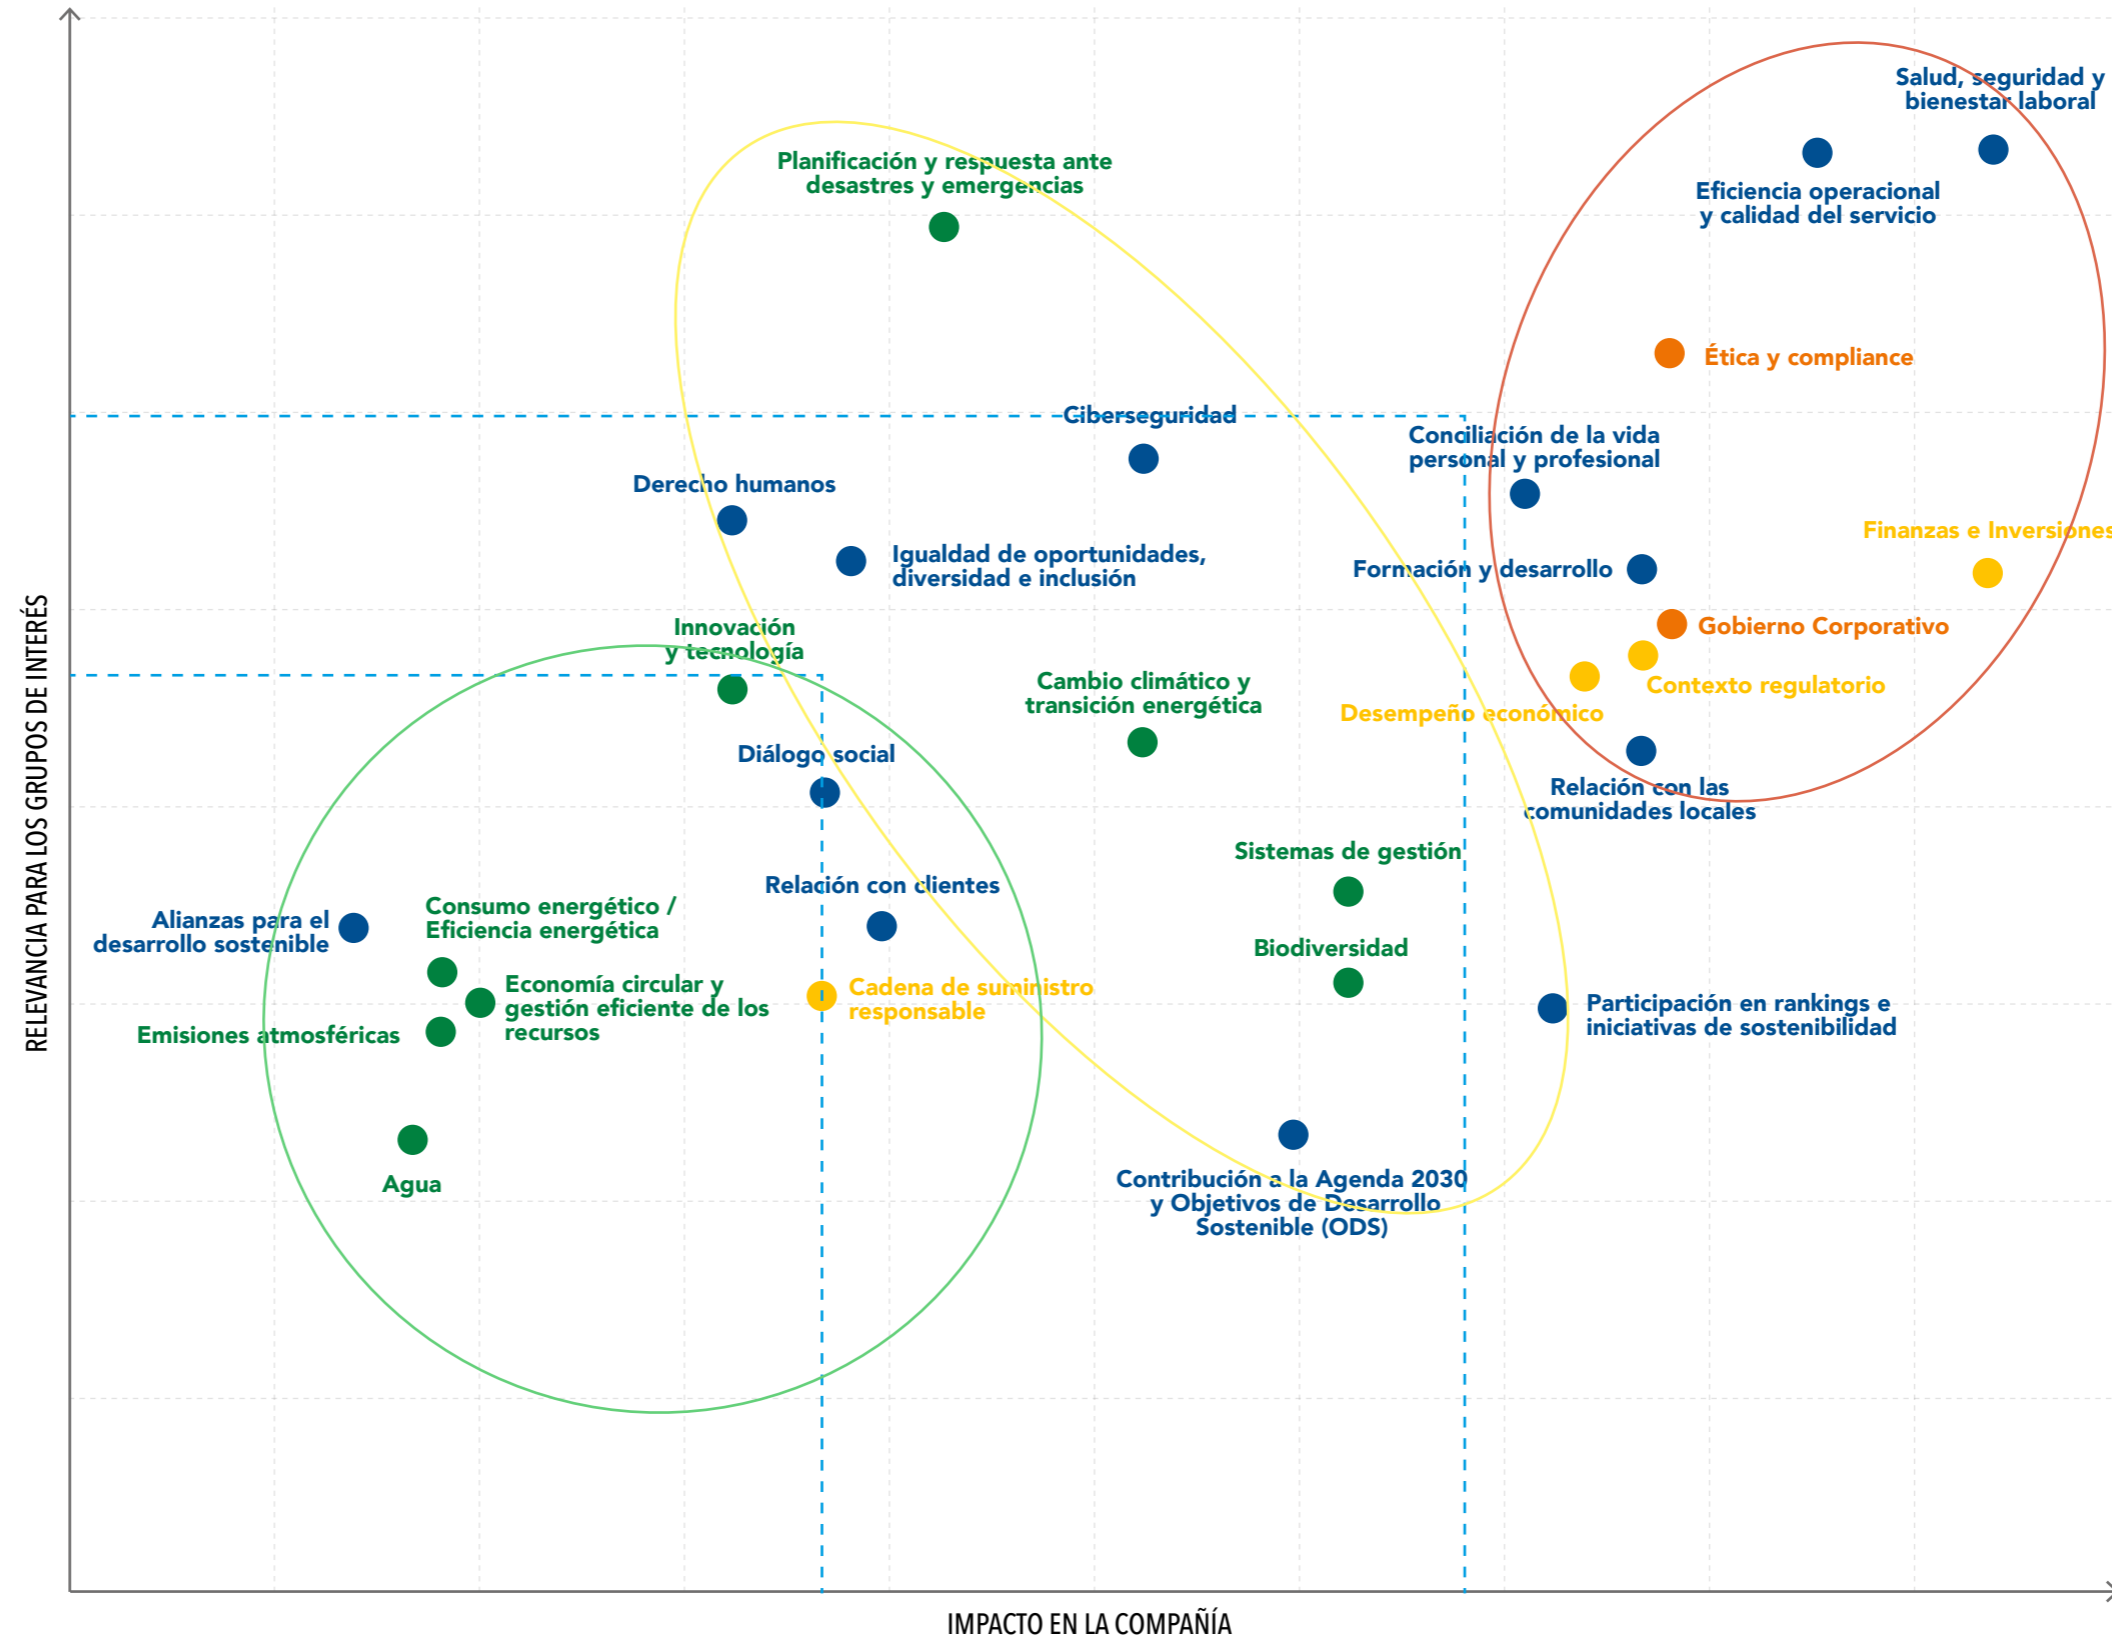 Salud, seguridad y
bienestar laboral
Planificación y respuesta ante
desastres y emergencias
Eficiencia operacional
y calidad del servicio
Ética y compliance
Ciberseguridad
Conciliación de la vida
personal y profesional
Derecho humanos
Finanzas e Inversiones
Igualdad de oportunidades,
diversidad e inclusión
Formación y desarrollo
Innovación
y tecnología
Gobierno Corporativo
Cambio climático y
transición energética
Contexto regulatorio
Desempeño económico
Diálogo social
Relación con las
comunidades locales
Sistemas de gestión
Relación con clientes
Consumo energético /
Eficiencia energética
Alianzas para el
desarrollo sostenible
Biodiversidad
Economía circular y
gestión eficiente de los
recursos
Cadena de suministro
responsable
Participación en rankings e
iniciativas de sostenibilidad
Emisiones atmosféricas
Agua
Contribución a la Agenda 2030
y Objetivos de Desarrollo
Sostenible (ODS)
RELEVANCIA PARA LOS GRUPOS DE INTERÉS
IMPACTO EN LA COMPAÑÍA